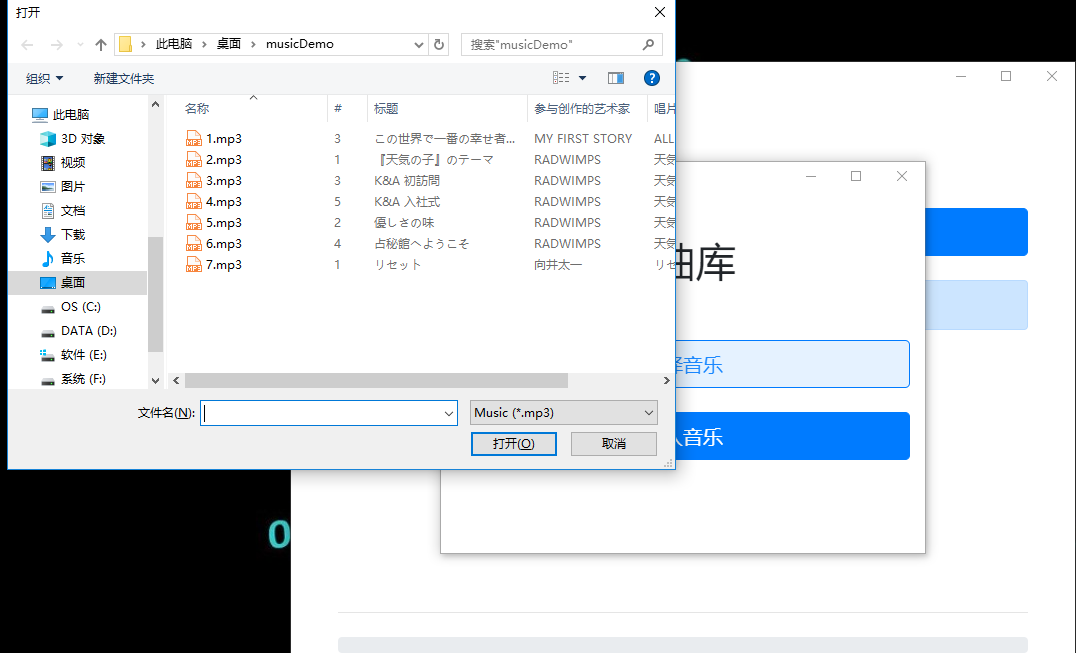 打开
此电脑 › 桌面 › musicDemo
搜索"musicDemo"
组织
新建文件夹
此电脑
3D 对象
视频
图片
文档
下载
音乐
桌面
OS (C:)
DATA (D:)
软件 (E:)
系统 (F:)
名称 # 标题 参与创作的艺术家 唱片
1.mp3 3 この世界で一番の幸せ者... MY FIRST STORY ALL
2.mp3 1 『天気の子』のテーマ RADWIMPS 天気
3.mp3 3 K&A 初訪問 RADWIMPS 天気
4.mp3 5 K&A 入社式 RADWIMPS 天気
5.mp3 2 優しさの味 RADWIMPS 天気
6.mp3 4 占秘館へようこそ RADWIMPS 天気
7.mp3 1 リセット 向井太一 リセ
文件名(N):
Music (*.mp3)
打开(O)
取消
曲库
择音乐
入音乐
0